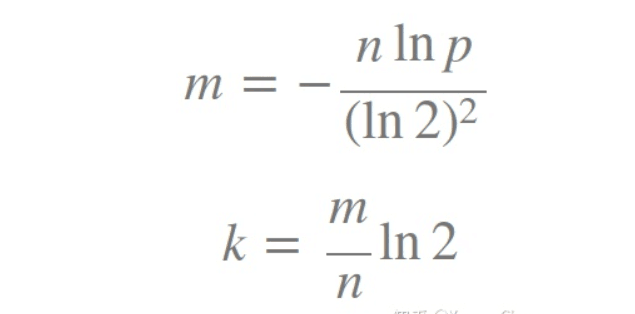 m = − n ln p / (ln 2)²
k = m / n ln 2